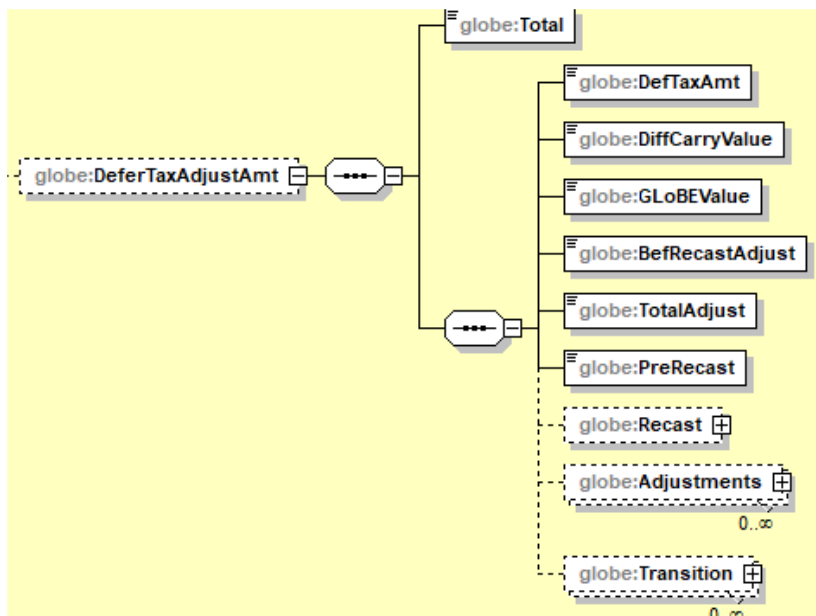 globe:Total
globe:DefTaxAmt
globe:DiffCarryValue
globe:DeferTaxAdjustAmt
globe:GLoBEValue
globe:BefRecastAdjust
globe:TotalAdjust
globe:PreRecast
globe:Recast
globe:Adjustments
0..∞
globe:Transition
0..∞